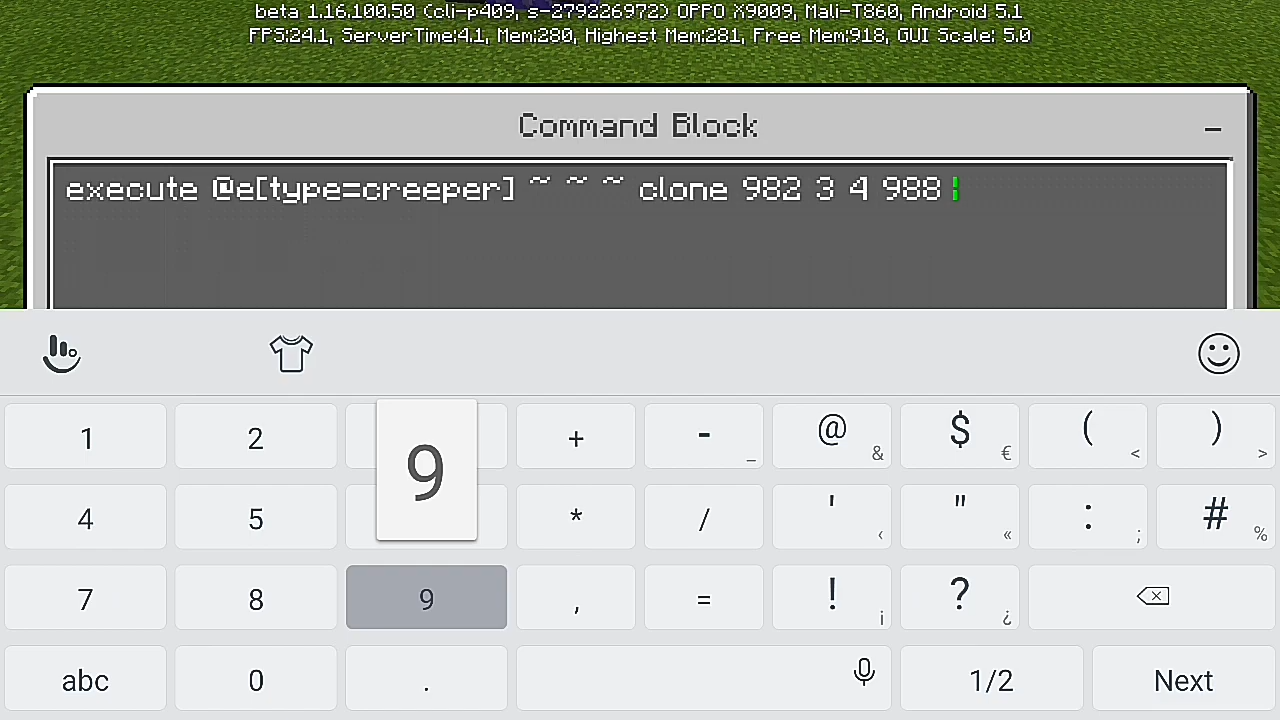 beta 1.16.100.50 (cli-p409, s-279226972) OPPO X9009, Mali-T860, Android 5.1
FPS:24.1, ServerTime:4.1, Mem:280, Highest Mem:281, Free Mem:918, GUI Scale: 5.0
Command Block
execute @e[type=creeper] ~ ~ ~ clone 982 3 4 988
1 2 + - _ @ & $ € ( < ) >
9
4 5 * / ' ‹ " « : ; # %
7 8 9 , = ! ¡ ? ¿
abc 0 . 1/2 Next